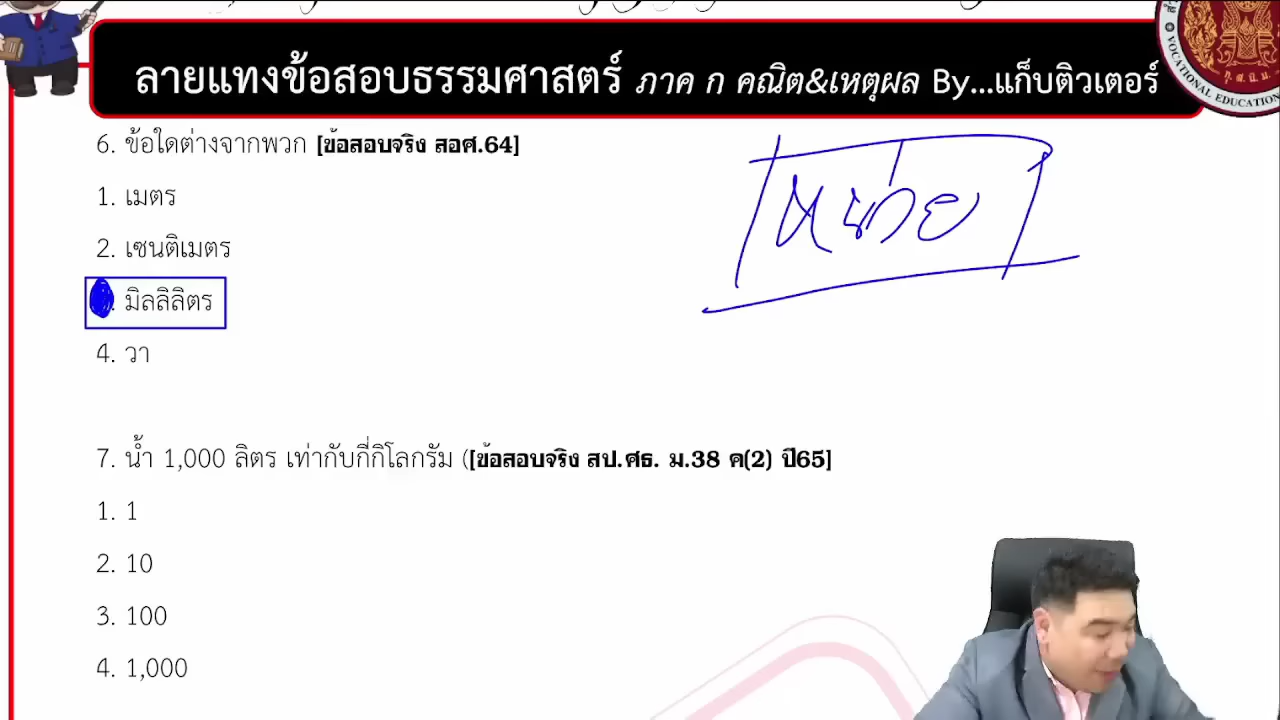 ลายแทงข้อสอบธรรมศาสตร์ ภาค ก คณิต&เหตุผล By...แก็บติวเตอร์
VOCATIONAL EDUCATION
6. ข้อใดต่างจากพวก [ข้อสอบจริง สอศ.64]
หน่วย
1. เมตร
2. เซนติเมตร
. มิลลิลิตร
4. วา
7. น้ำ 1,000 ลิตร เท่ากับกี่กิโลกรัม ([ข้อสอบจริง สป.ศธ. ม.38 ค(2) ปี65]
1. 1
2. 10
3. 100
4. 1,000